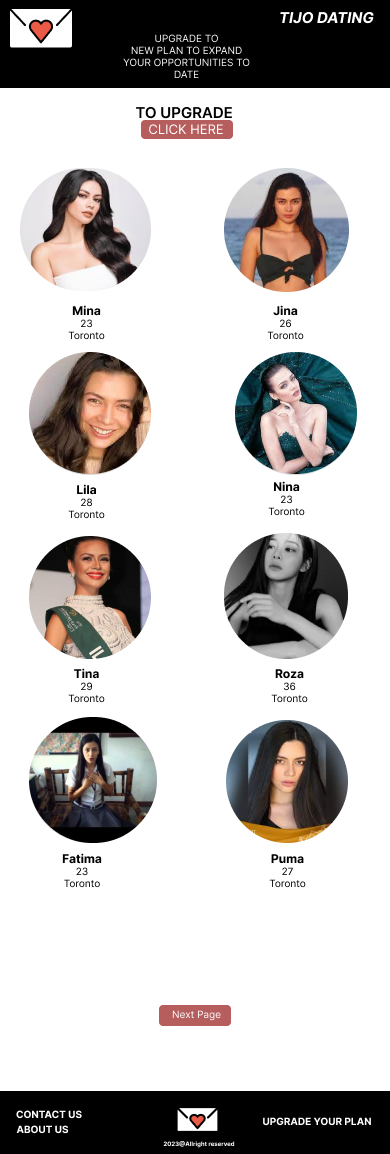 TIJO DATING
UPGRADE TO
NEW PLAN TO EXPAND
YOUR OPPORTUNITIES TO
DATE
TO UPGRADE
CLICK HERE
Mina
23
Toronto
Jina
26
Toronto
Lila
28
Toronto
Nina
23
Toronto
Tina
29
Toronto
Roza
36
Toronto
Fatima
23
Toronto
Puma
27
Toronto
Next Page
CONTACT US
ABOUT US
2023@Allright reserved
UPGRADE YOUR PLAN